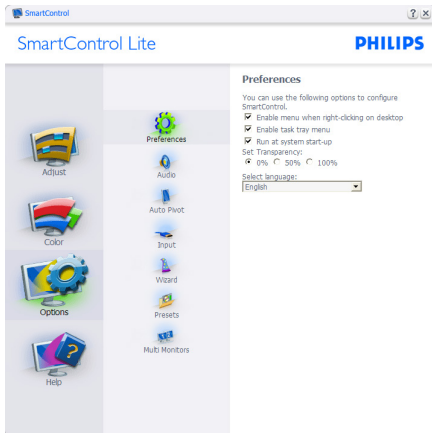 SmartControl
SmartControl Lite
PHILIPS
Adjust
Color
Options
Help
Preferences
Audio
Auto Pivot
Input
Wizard
Presets
Multi Monitors
Preferences
You can use the following options to configure
SmartControl.
Enable menu when right-clicking on desktop
Enable task tray menu
Run at system start-up
Set Transparency:
0% 50% 100%
Select language:
English